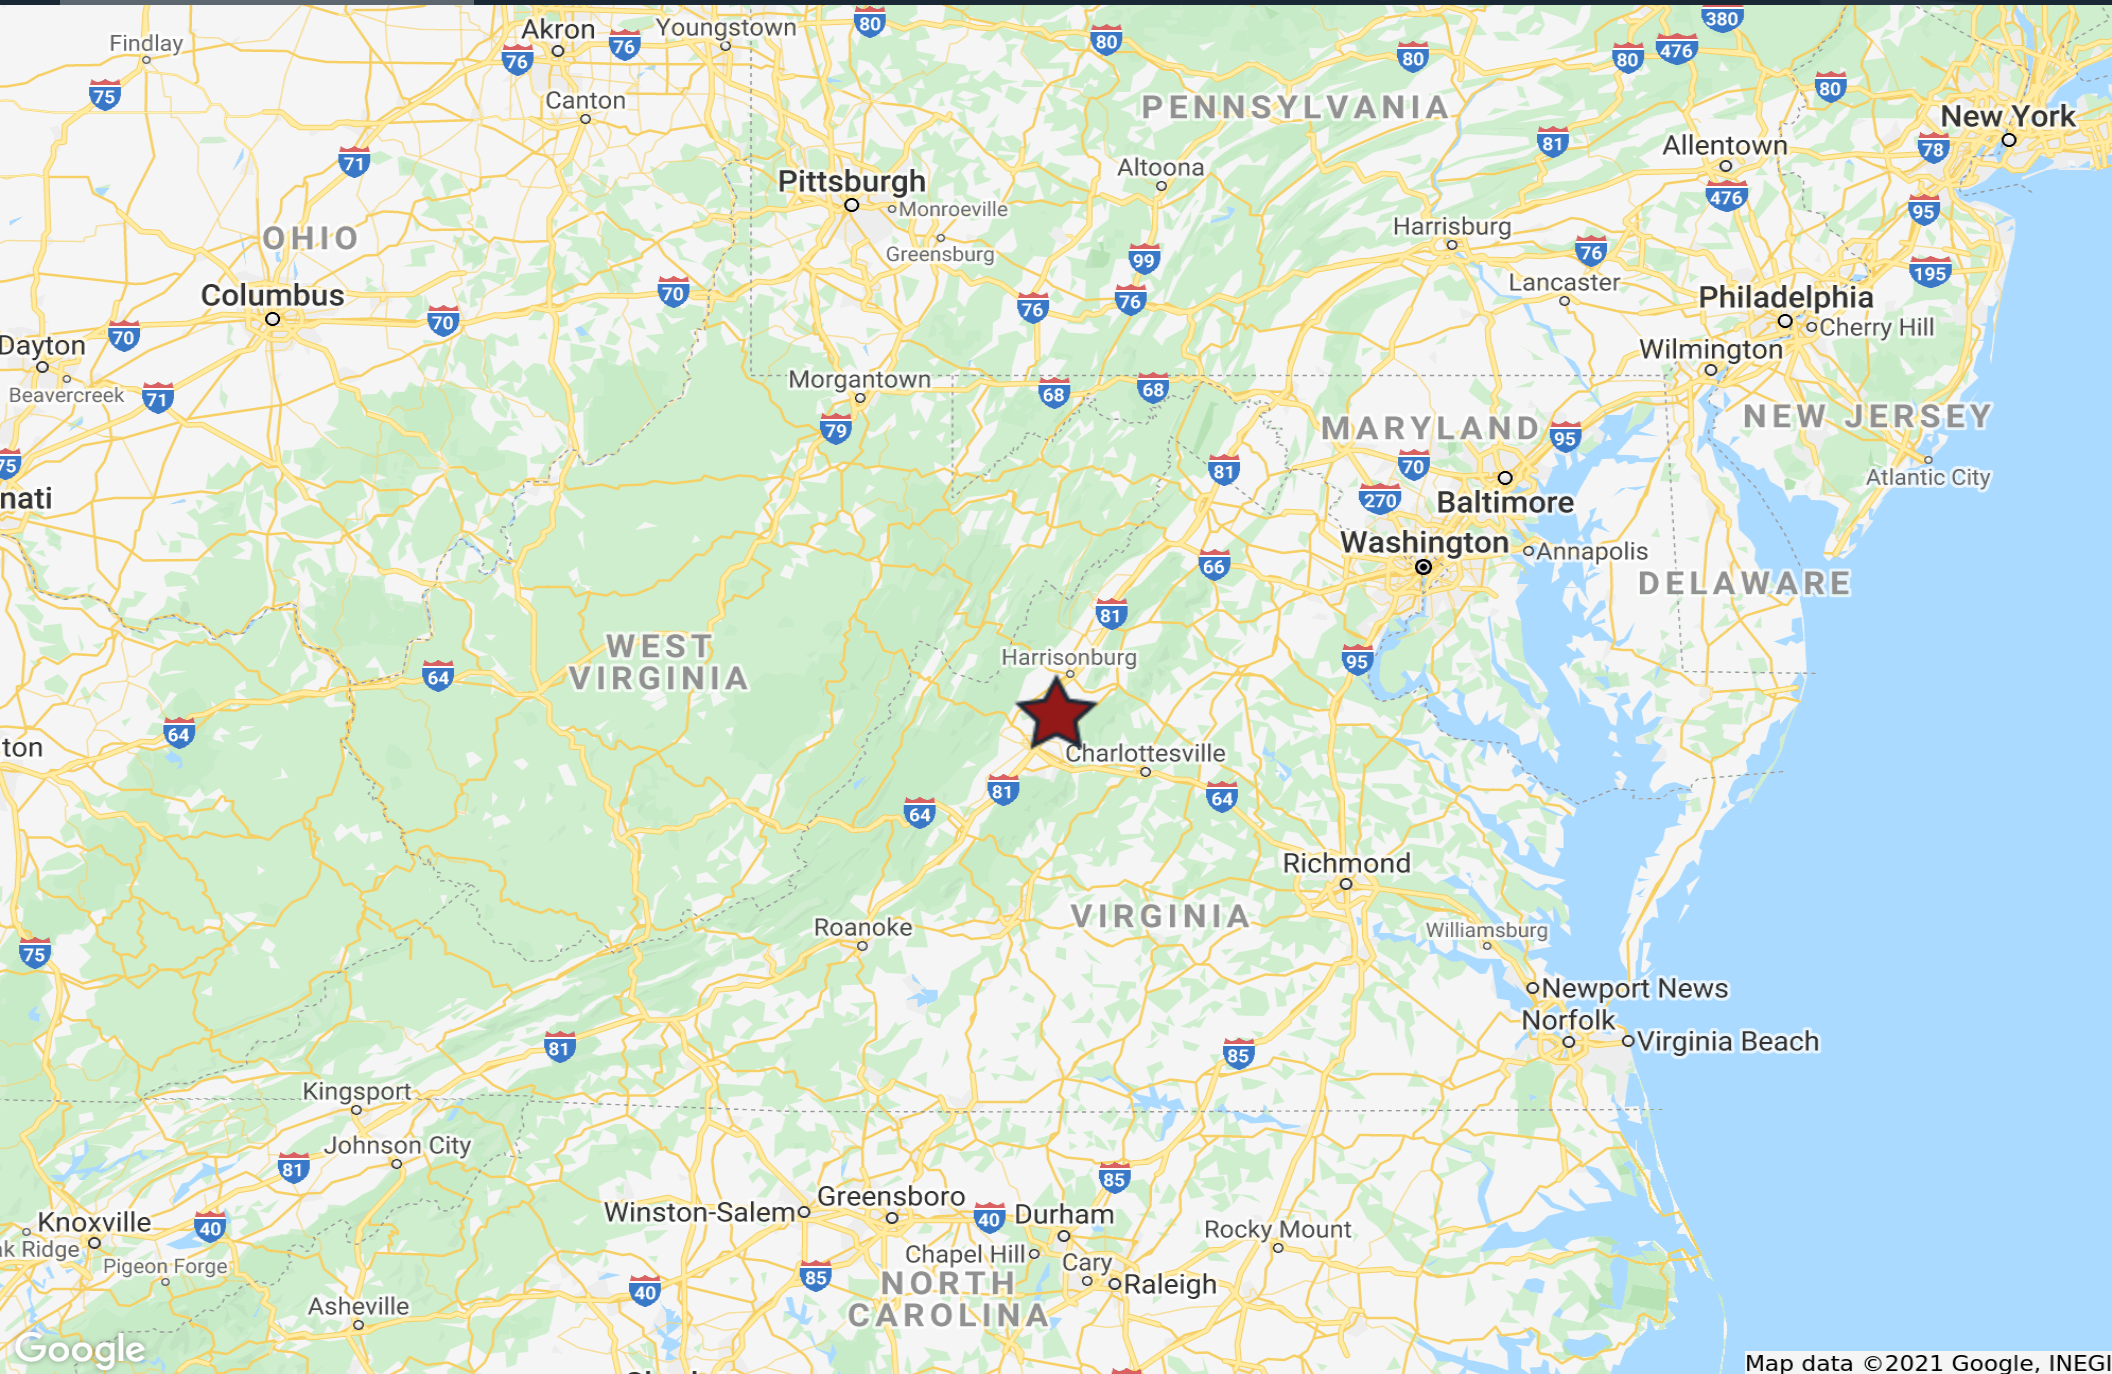 380
80
80
80
80
476
80
Findlay
Akron
76
76
Youngstown
75
Canton
71
PENNSYLVANIA
81
Allentown
476
New York
78
95
Altoona
Pittsburgh
Monroeville
Greensburg
Harrisburg
76
195
99
76
76
Lancaster
Philadelphia
Cherry Hill
Wilmington
OHIO
Columbus
70
70
70
Dayton
Beavercreek
71
75
nati
Morgantown
79
68
68
MARYLAND
95
70
270
Baltimore
NEW JERSEY
Atlantic City
81
Washington
Annapolis
DELAWARE
66
81
95
WEST
VIRGINIA
64
64
ton
Harrisonburg
Charlottesville
81
64
64
Richmond
VIRGINIA
Williamsburg
Roanoke
75
Newport News
Norfolk
Virginia Beach
81
85
Kingsport
Johnson City
81
85
Knoxville
ak Ridge
40
Pigeon Forge
Asheville
Winston-Salem
Greensboro
40
Durham
Chapel Hill
Cary
Raleigh
Rocky Mount
85
40
NORTH
CAROLINA
Google
Map data ©2021 Google, INEGI